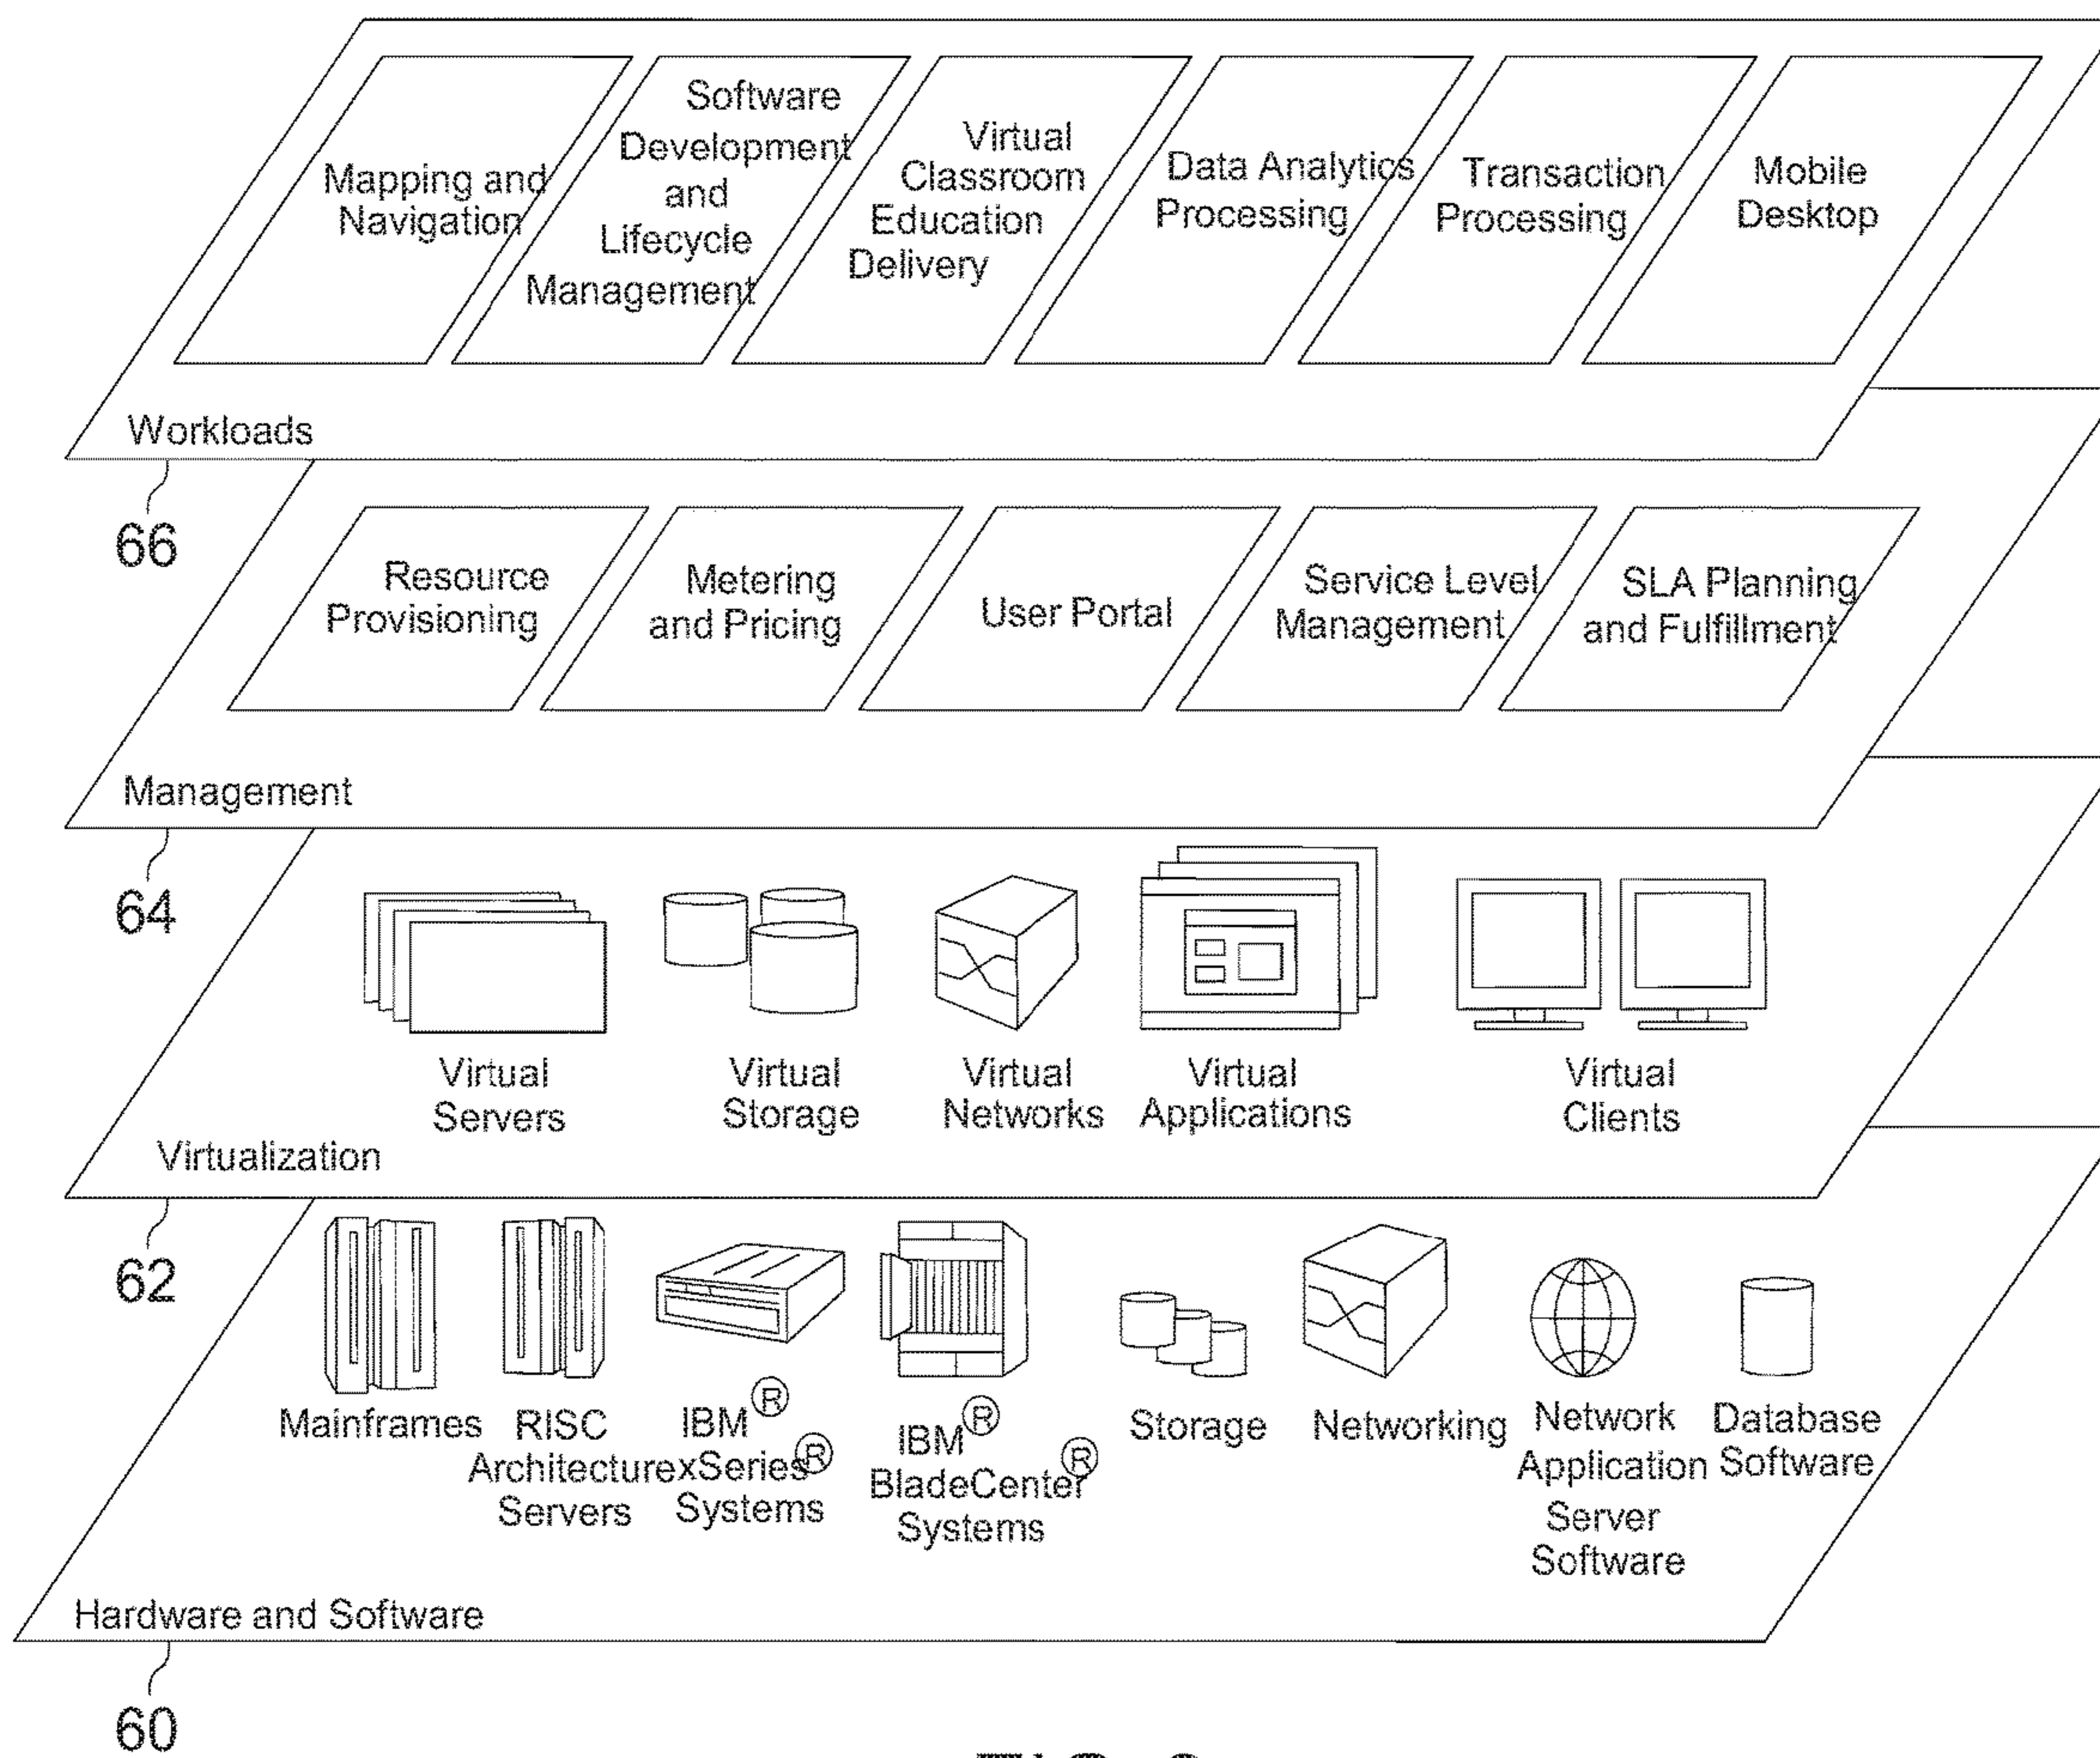 Mapping and
Navigation
Software
Development
and
Lifecycle
Management
Virtual
Classroom
Education
Delivery
Data Analytics
Processing
Transaction
Processing
Mobile
Desktop
Workloads
66
Resource
Provisioning
Metering
and Pricing
User Portal
Service Level
Management
SLA Planning
and Fulfillment
Management
64
Virtual
Servers
Virtual
Storage
Virtual
Networks
Virtual
Applications
Virtual
Clients
Virtualization
62
Mainframes
RISC
Architecture
Servers
IBM®
xSeries®
Systems
IBM®
BladeCenter®
Systems
Storage
Networking
Network
Application
Server
Software
Database
Software
Hardware and Software
60